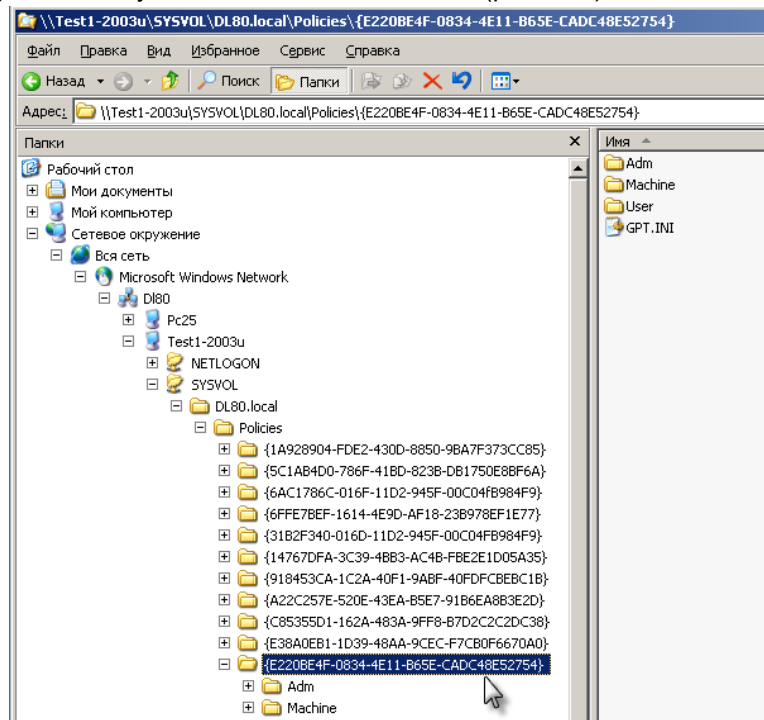 \\Test1-2003u\SYSVOL\DL80.local\Policies\{E220BE4F-0834-4E11-B65E-CADC48E52754}
Файл Правка Вид Избранное Сервис Справка
Назад Поиск Папки
Адрес: \\Test1-2003u\SYSVOL\DL80.local\Policies\{E220BE4F-0834-4E11-B65E-CADC48E52754}
Папки
Рабочий стол
Мои документы
Мой компьютер
Сетевое окружение
Вся сеть
Microsoft Windows Network
Dl80
Pc25
Test1-2003u
NETLOGON
SYSVOL
DL80.local
Policies
{1A928904-FDE2-430D-8850-9BA7F373CC85}
{5C1AB4D0-786F-41BD-823B-DB1750E8BF6A}
{6AC1786C-016F-11D2-945F-00C04fB984F9}
{6FFE7BEF-1614-4E9D-AF18-23B978EF1E77}
{31B2F340-016D-11D2-945F-00C04FB984F9}
{14767DFA-3C39-4BB3-AC4B-FBE2E1D05A35}
{918453CA-1C2A-40F1-9ABF-40FDFCBEBC1B}
{A22C257E-520E-43EA-B5E7-91B6EA8B3E2D}
{C85355D1-162A-483A-9FF8-B7D2C2C2DC38}
{E38A0EB1-1D39-48AA-9CEC-F7CB0F6670A0}
{E220BE4F-0834-4E11-B65E-CADC48E52754}
Adm
Machine
Имя
Adm
Machine
User
GPT.INI